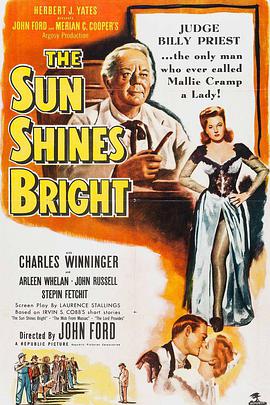 HERBERT J. YATES
presents
JOHN FORD and MERIAN C. COOPER'S
Argosy Production
THE
SUN
SHINES
BRIGHT
JUDGE
BILLY PRIEST
...the only man
who ever called
Mallie Cramp
a Lady!
with
CHARLES WINNINGER
and
ARLEEN WHELAN · JOHN RUSSELL
STEPIN FETCHIT
Screen Play By LAURENCE STALLINGS
Based on IRVIN S. COBB'S short stories
"The Sun Shines Bright" · "The Mob From Massac" · "The Lord Provides"
Directed By JOHN FORD
A REPUBLIC PICTURE